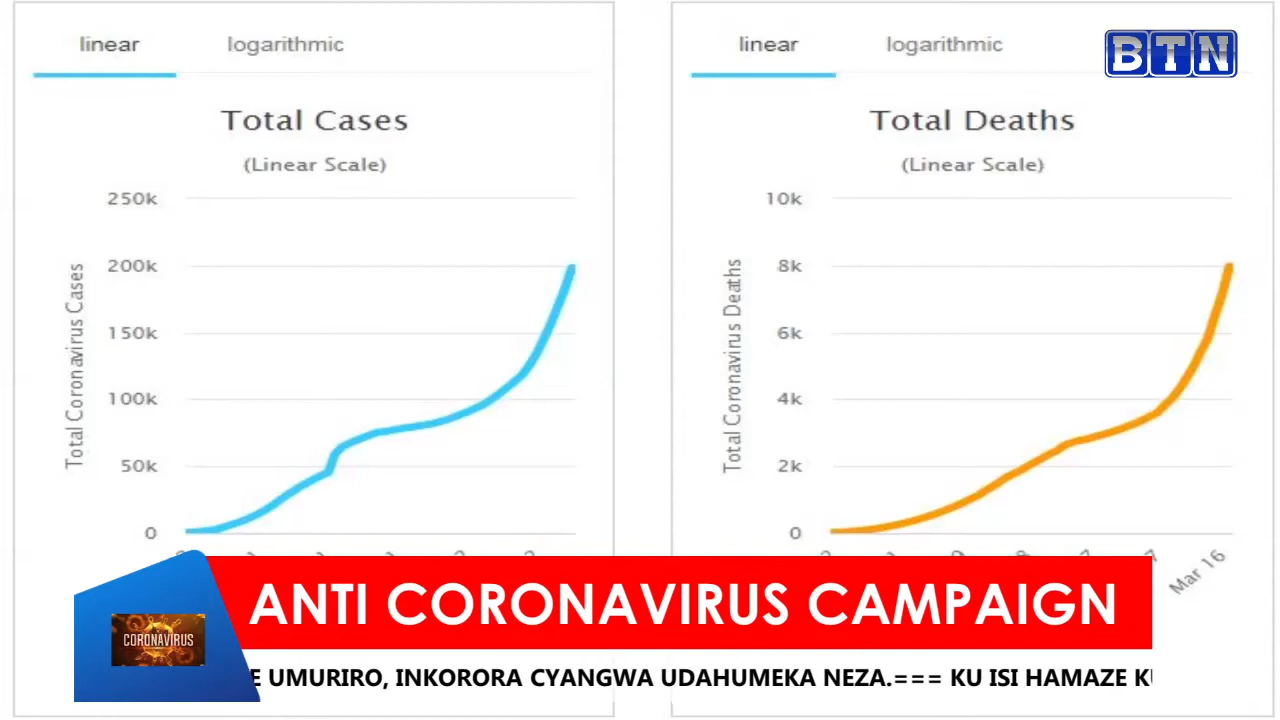 linear logarithmic
linear logarithmic
BTN
Total Cases
(Linear Scale)
250k
200k
150k
100k
50k
0
Total Coronavirus Cases
Total Deaths
(Linear Scale)
10k
8k
6k
4k
2k
0
Total Coronavirus Deaths
Mar 16
CORONAVIRUS
ANTI CORONAVIRUS CAMPAIGN
E UMURIRO, INKORORA CYANGWA UDAHUMEKA NEZA.=== KU ISI HAMAZE